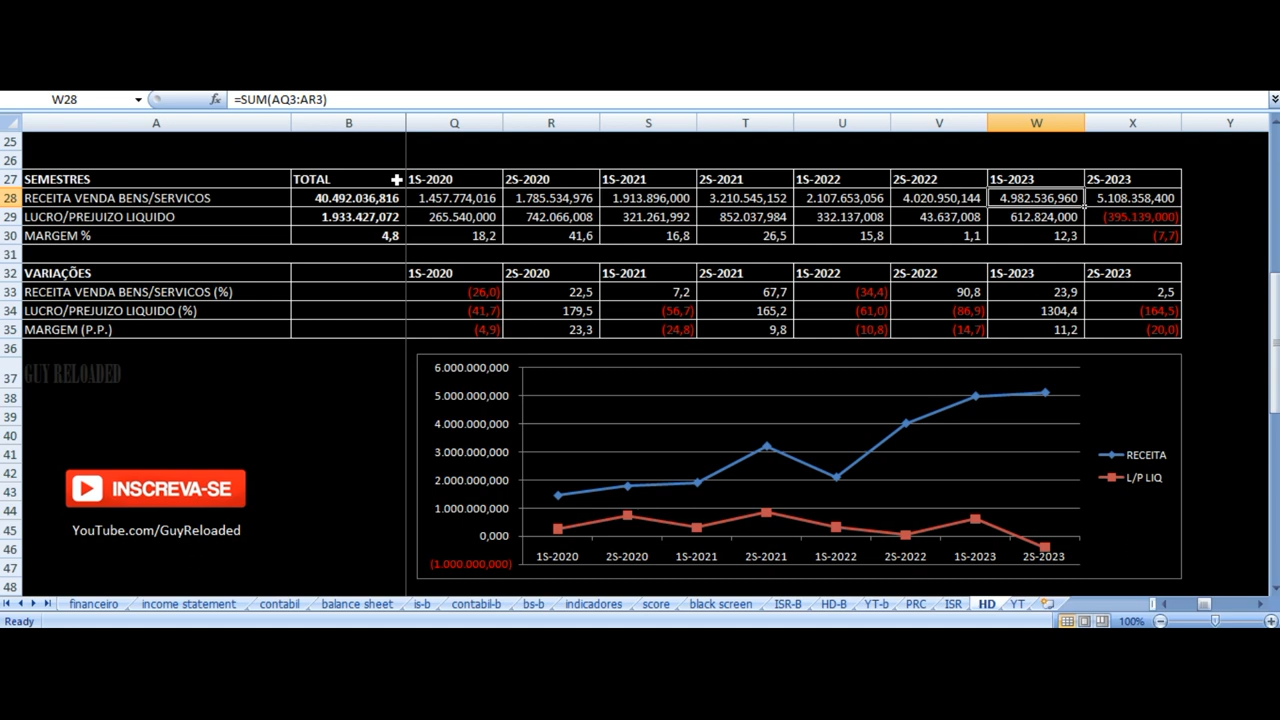 W28 fx =SUM(AQ3:AR3)
A B Q R S T U V W X Y
25
26
27 SEMESTRES TOTAL 1S-2020 2S-2020 1S-2021 2S-2021 1S-2022 2S-2022 1S-2023 2S-2023
28 RECEITA VENDA BENS/SERVICOS 40.492.036,816 1.457.774,016 1.785.534,976 1.913.896,000 3.210.545,152 2.107.653,056 4.020.950,144 4.982.536,960 5.108.358,400
29 LUCRO/PREJUIZO LIQUIDO 1.933.427,072 265.540,000 742.066,008 321.261,992 852.037,984 332.137,008 43.637,008 612.824,000 (395.139,000)
30 MARGEM % 4,8 18,2 41,6 16,8 26,5 15,8 1,1 12,3 (7,7)
31
32 VARIAÇÕES 1S-2020 2S-2020 1S-2021 2S-2021 1S-2022 2S-2022 1S-2023 2S-2023
33 RECEITA VENDA BENS/SERVICOS (%) (26,0) 22,5 7,2 67,7 (34,4) 90,8 23,9 2,5
34 LUCRO/PREJUIZO LIQUIDO (%) (41,7) 179,5 (56,7) 165,2 (61,0) (86,9) 1304,4 (164,5)
35 MARGEM (P.P.) (4,9) 23,3 (24,8) 9,8 (10,8) (14,7) 11,2 (20,0)
36
37 GUY RELOADED 6.000.000,000
38
39 5.000.000,000
40 4.000.000,000
41 3.000.000,000 RECEITA
42 2.000.000,000 L/P LIQ
43 INSCREVA-SE
44 1.000.000,000
45 YouTube.com/GuyReloaded 0,000
46 1S-2020 2S-2020 1S-2021 2S-2021 1S-2022 2S-2022 1S-2023 2S-2023
47 (1.000.000,000)
48
financeiro income statement contabil balance sheet is-b contabil-b bs-b indicadores score black screen ISR-B HD-B YT-b PRC ISR HD YT
Ready 100%